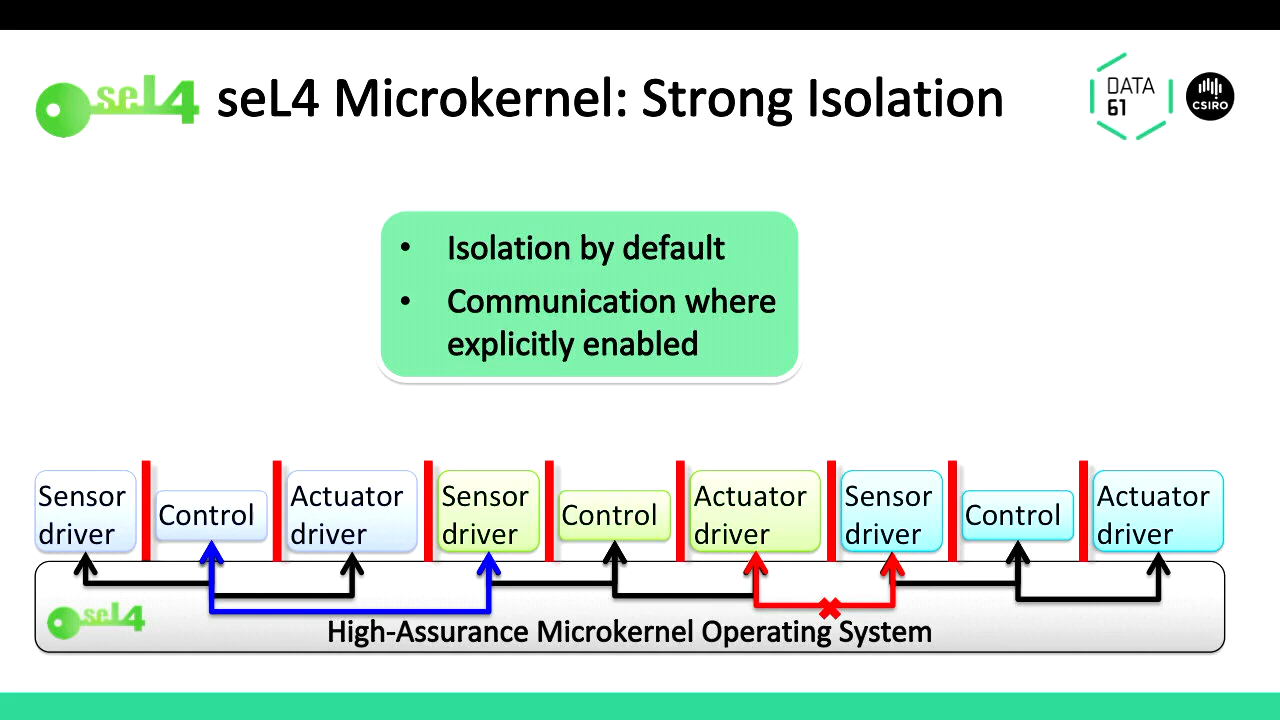 seL4
seL4 Microkernel: Strong Isolation
DATA
61
CSIRO
• Isolation by default
• Communication where
explicitly enabled
Sensor
driver
Control
Actuator
driver
Sensor
driver
Control
Actuator
driver
Sensor
driver
Control
Actuator
driver
seL4
High-Assurance Microkernel Operating System